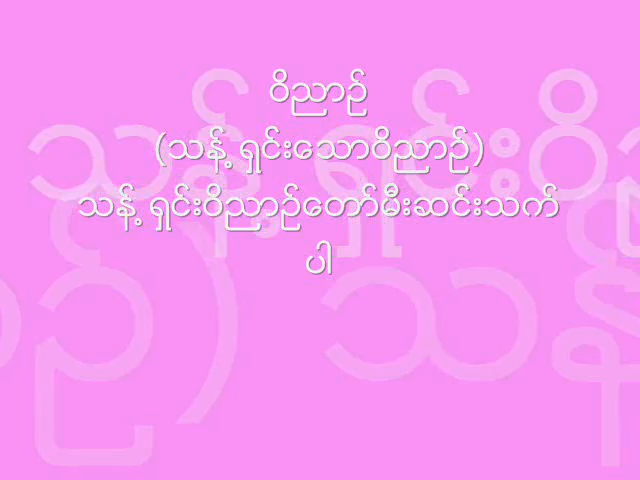 ဝိညာဉ်
(သန့် ရှင်းသောဝိညာဉ်)
သန့် ရှင်းဝိညာဉ်တော်မီးဆင်းသက်
ပါ